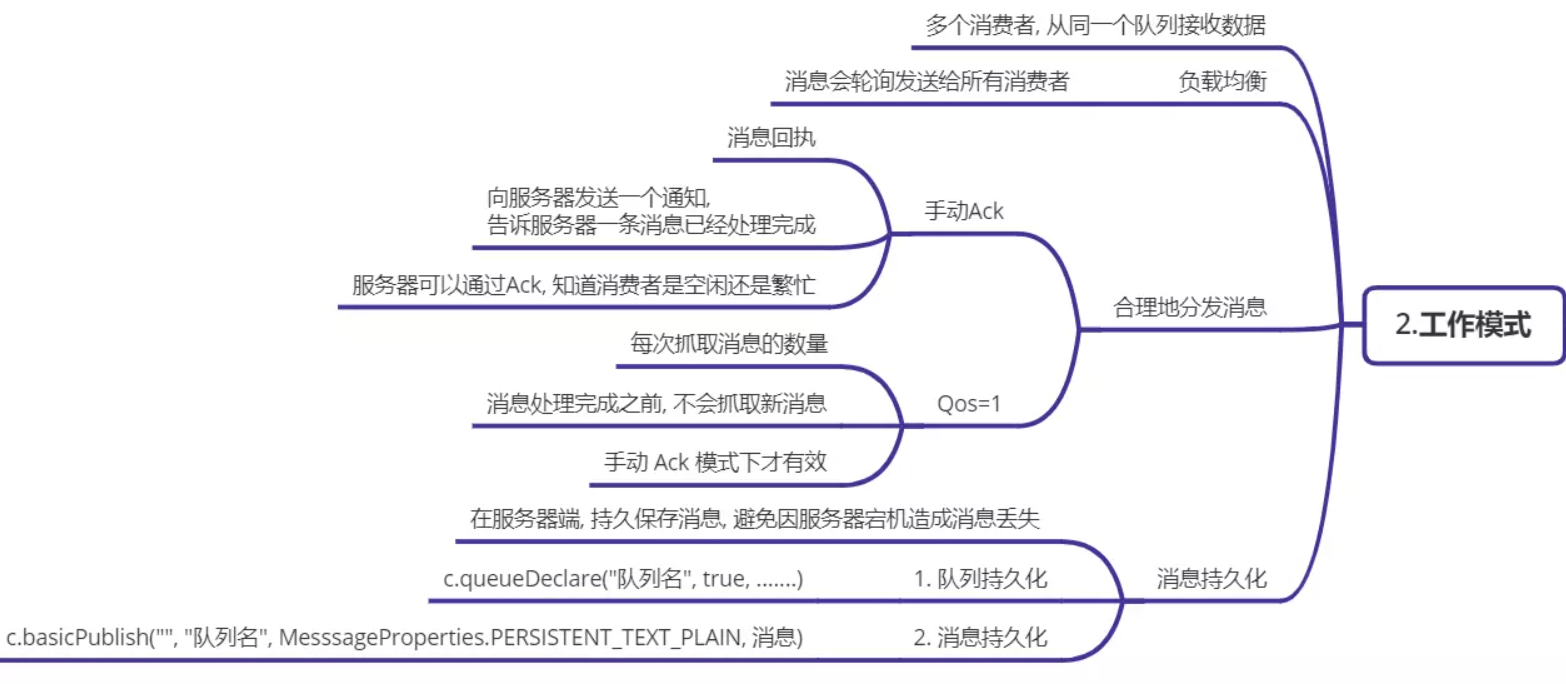 多个消费者, 从同一个队列接收数据
消息会轮询发送给所有消费者 负载均衡
消息回执
向服务器发送一个通知,
告诉服务器一条消息已经处理完成
手动Ack
服务器可以通过Ack, 知道消费者是空闲还是繁忙
合理地分发消息
2.工作模式
每次抓取消息的数量
消息处理完成之前, 不会抓取新消息
Qos=1
手动 Ack 模式下才有效
在服务器端, 持久保存消息, 避免因服务器宕机造成消息丢失
c.queueDeclare("队列名", true, .......) 1. 队列持久化
消息持久化
c.basicPublish("", "队列名", MesssageProperties.PERSISTENT_TEXT_PLAIN, 消息) 2. 消息持久化